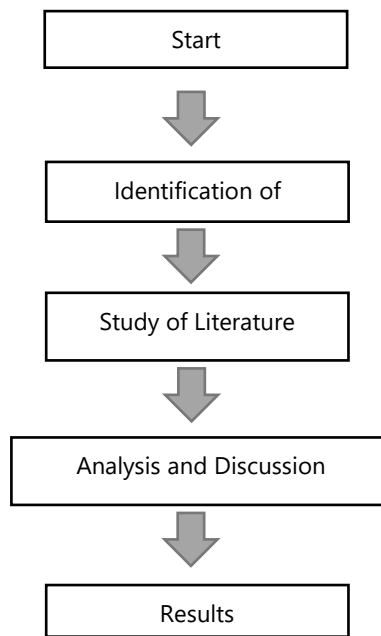 Start
Identification of
Study of Literature
Analysis and Discussion
Results